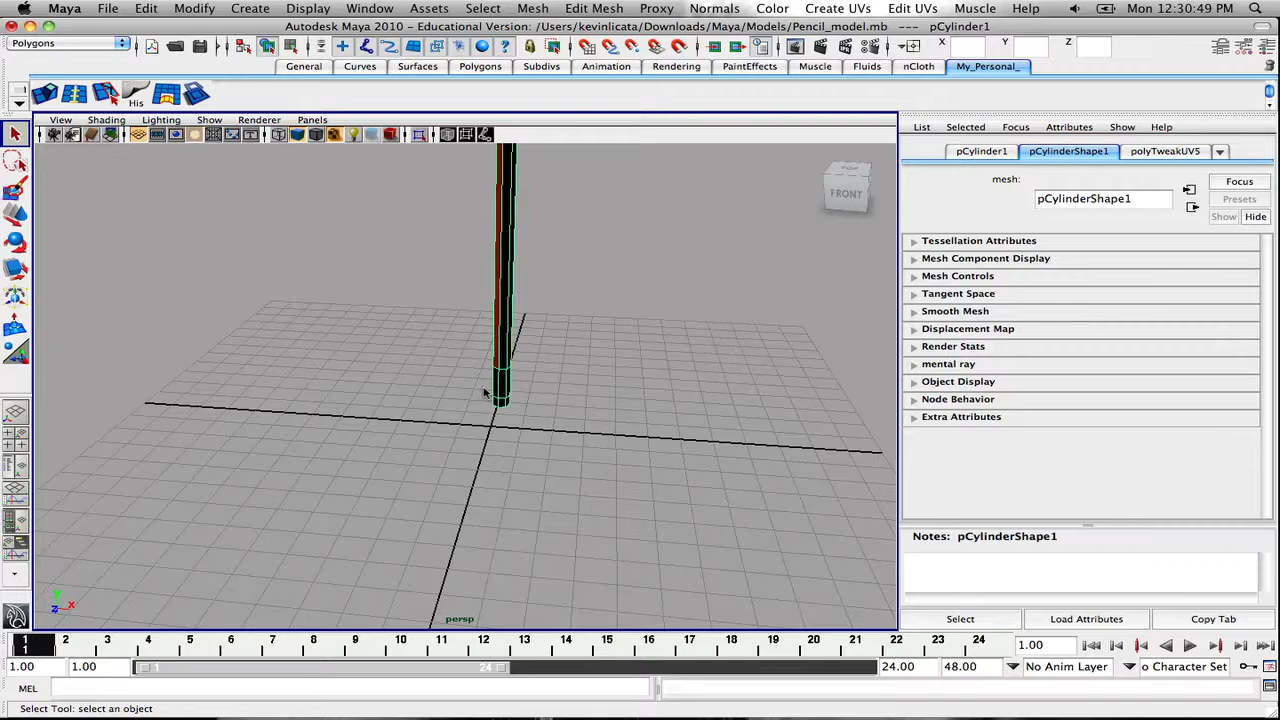 Maya File Edit Modify Create Display Window Assets Select Mesh Edit Mesh Proxy Normals Color Create UVs Edit UVs Muscle Help Mon 12:30:49 PM
Autodesk Maya 2010 - Educational Version: /Users/kevinlicata/Downloads/Maya/Models/Pencil_model.mb --- pCylinder1
Polygons X Y Z
General Curves Surfaces Polygons Subdivs Animation Rendering PaintEffects Muscle Fluids nCloth My_Personal_
His
View Shading Lighting Show Renderer Panels
List Selected Focus Attributes Show Help
pCylinder1 pCylinderShape1 polyTweakUV5
TOP
FRONT
mesh: pCylinderShape1
Focus
Presets
Show Hide
Tessellation Attributes
Mesh Component Display
Mesh Controls
Tangent Space
Smooth Mesh
Displacement Map
Render Stats
mental ray
Object Display
Node Behavior
Extra Attributes
Notes: pCylinderShape1
y
z x
persp
Select Load Attributes Copy Tab
1 2 3 4 5 6 7 8 9 10 11 12 13 14 15 16 17 18 19 20 21 22 23 24
1 1.00
1.00 1.00 1 24 24.00 48.00 No Anim Layer o Character Set
MEL
Select Tool: select an object